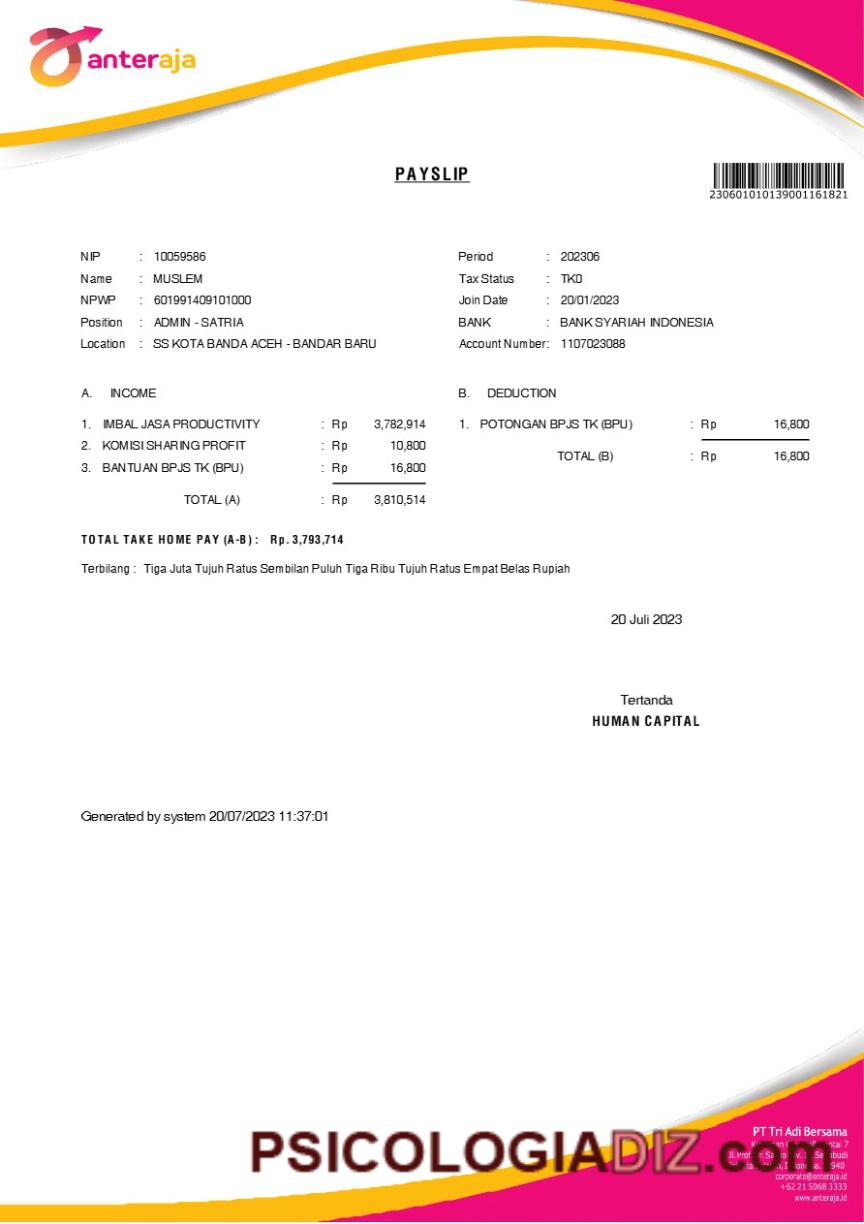 anteraja
PAYSLIP
230601010139001161821
NIP : 10059586
Name : MUSLEM
NPWP : 601991409101000
Position : ADMIN - SATRIA
Location : SS KOTA BANDA ACEH - BANDAR BARU
Period : 202306
Tax Status : TK0
Join Date : 20/01/2023
BANK : BANK SYARIAH INDONESIA
Account Number : 1107023088
A. INCOME
1. IMBAL JASA PRODUCTIVITY : Rp 3,782,914
2. KOMISI SHARING PROFIT : Rp 10,800
3. BANTUAN BPJS TK (BPU) : Rp 16,800
TOTAL (A) : Rp 3,810,514
B. DEDUCTION
1. POTONGAN BPJS TK (BPU) : Rp 16,800
TOTAL (B) : Rp 16,800
TOTAL TAKE HOME PAY (A-B) : Rp. 3,793,714
Terbilang : Tiga Juta Tujuh Ratus Sembilan Puluh Tiga Ribu Tujuh Ratus Empat Belas Rupiah
20 Juli 2023
Tertanda
HUMAN CAPITAL
Generated by system 20/07/2023 11:37:01
PT Tri Adi Bersama
corporate@anteraja.id
+62 21 5068 3333
www.anteraja.id
PSICOLOGIADIZ.com